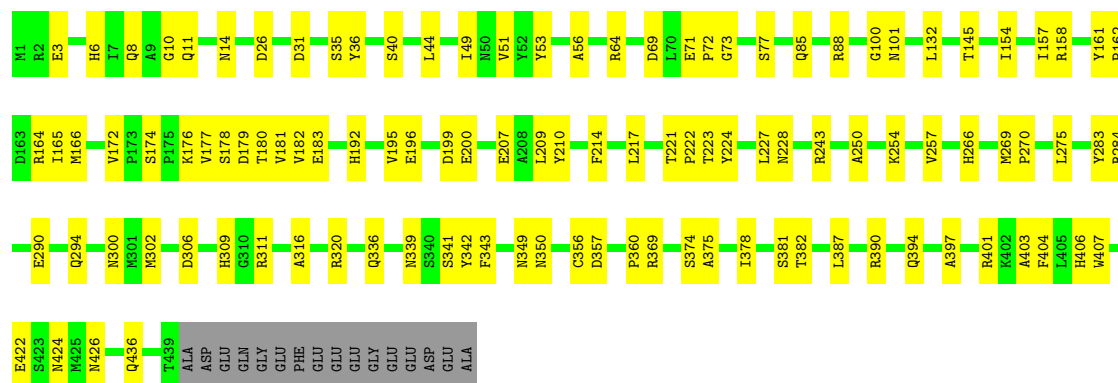 M1 R2 E3 H6 I7 Q8 A9 G10 Q11 N14 D26 D31 S35 Y36 S40 L44 I49 N50 V51 Y52 Y53 A56 R64 D69 L70 E71 P72 G73 S77 Q85 R88 G100 N101 L132 T145 I154 I157 R158 Y161
D163 R164 I165 M166 V172 P173 S174 P175 K176 V177 S178 D179 T180 V181 V182 E183 H192 V195 E196 D199 E200 E207 A208 L209 Y210 F214 L217 T221 P222 T223 Y224 L227 N228 R243 A250 K254 V257 H266 M269 P270 L275 Y283
E290 Q294 N300 M301 M302 D306 H309 G310 R311 A316 R320 Q336 N339 S340 S341 Y342 F343 N349 N350 C356 D357 P360 R369 S374 A375 I378 S381 T382 L387 R390 Q394 A397 R401 K402 A403 F404 L405 H406 W407
E422 S423 N424 M425 N426 Q436 T439 ALA ASP GLU GLN GLY GLU PHE GLU GLU GLU GLY GLU GLU ASP GLU ALA